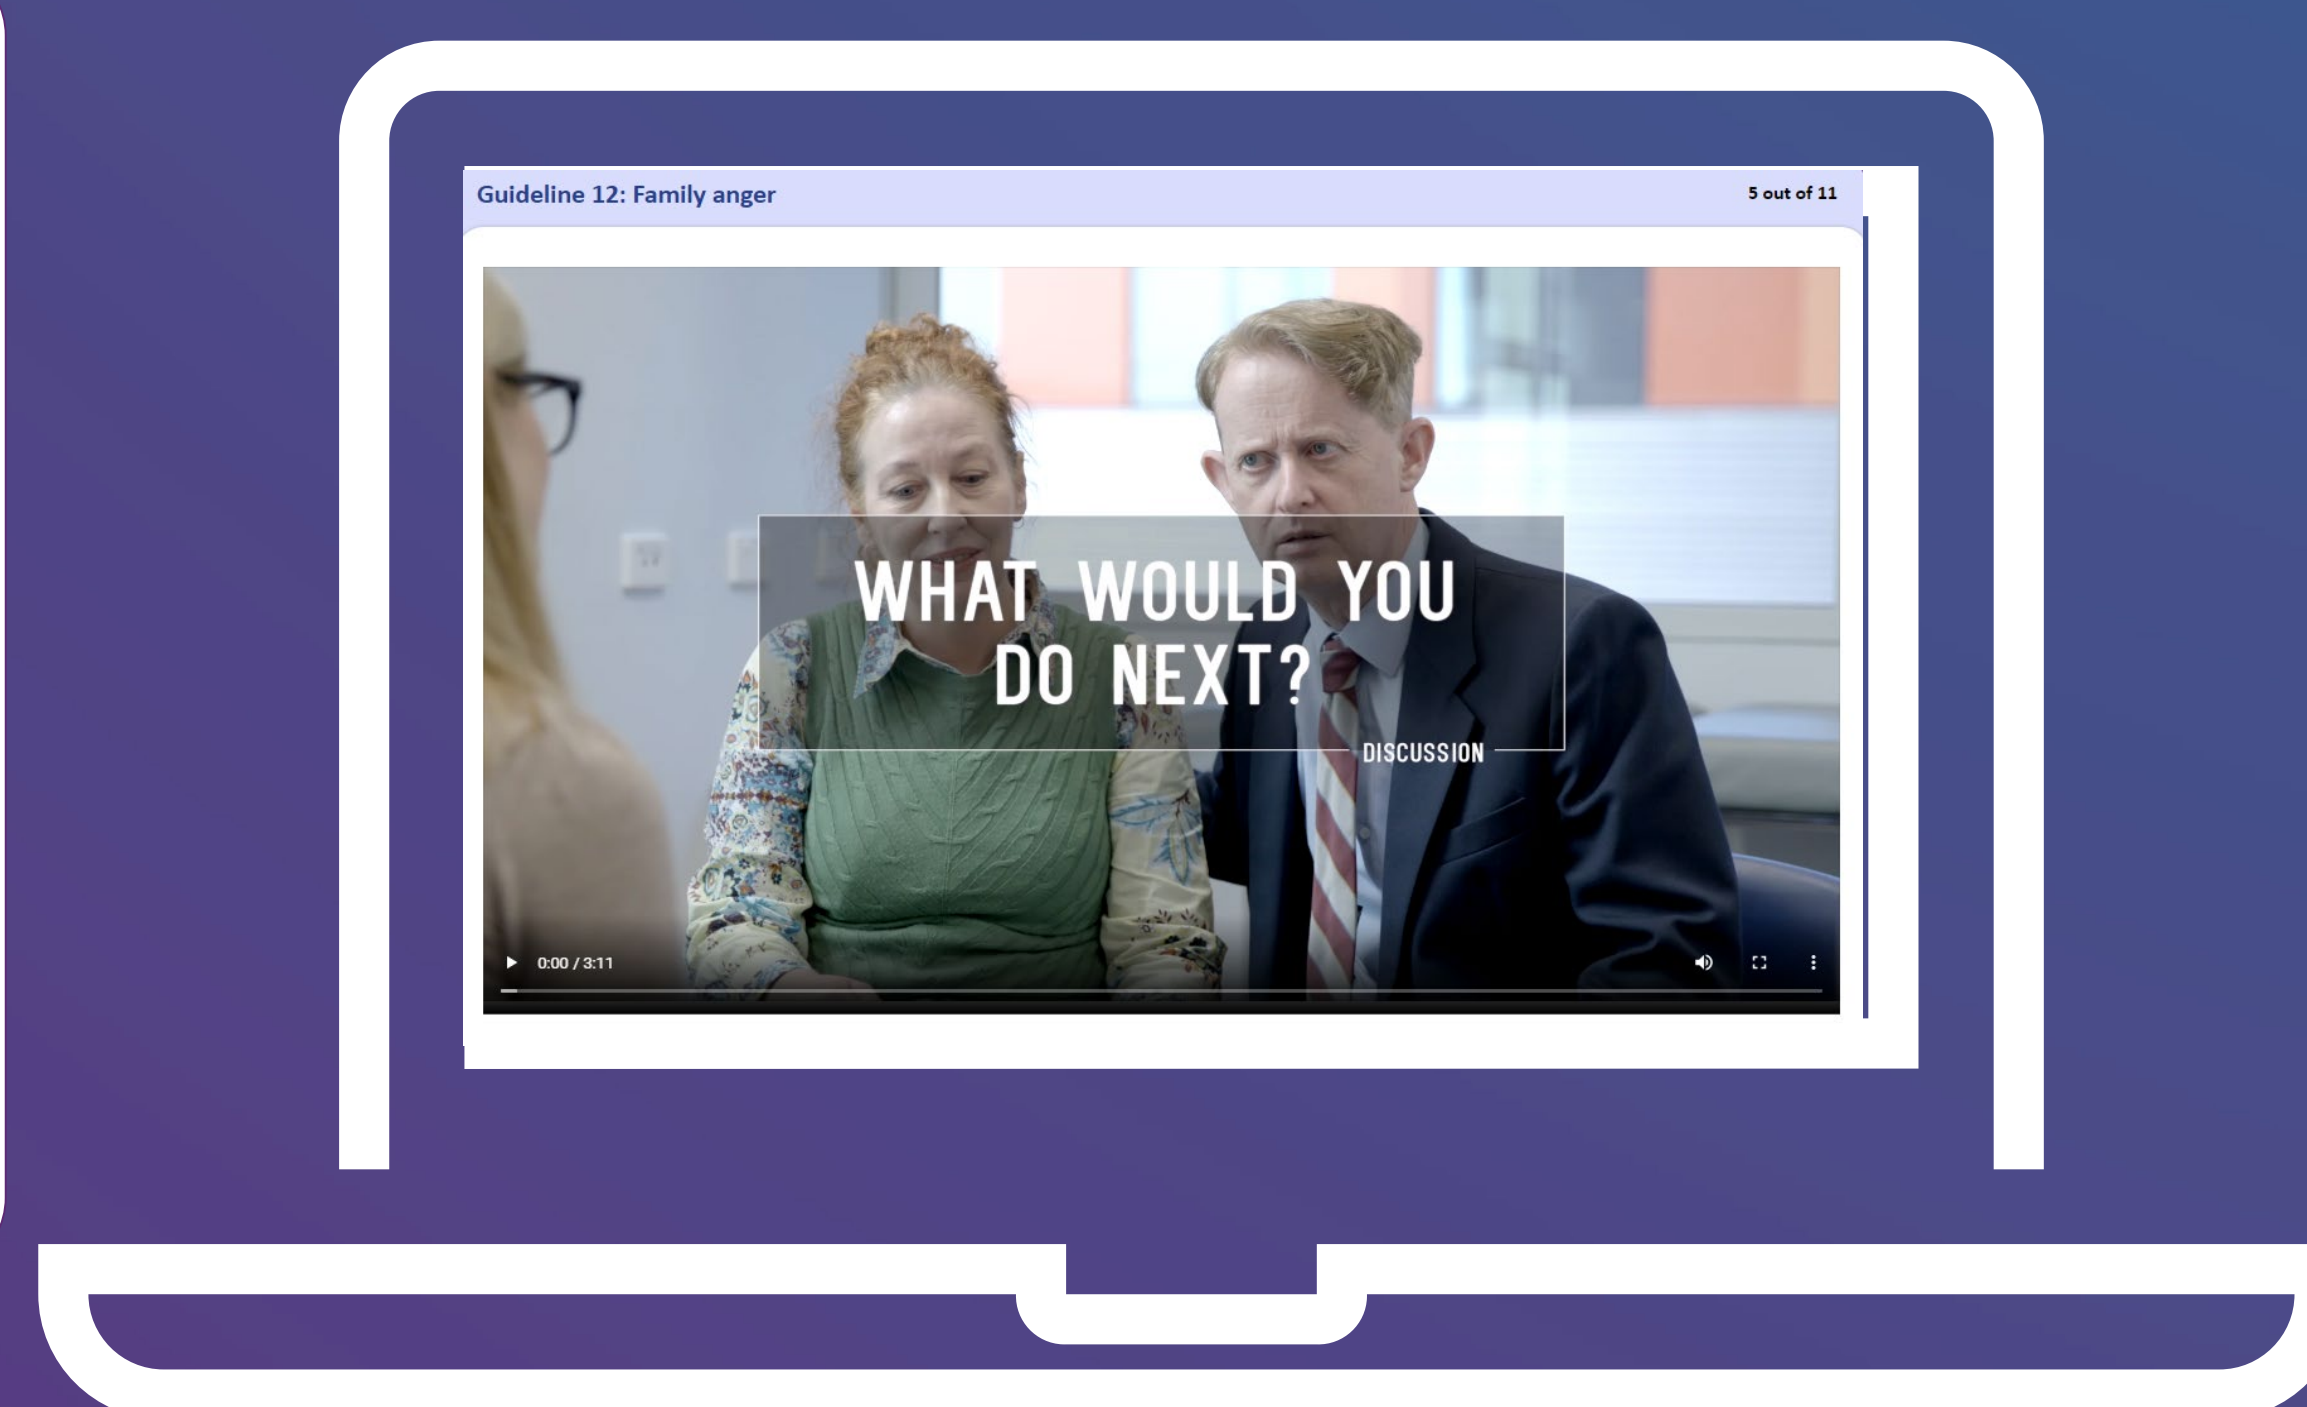 Guideline 12: Family anger
5 out of 11
WHAT WOULD YOU
DO NEXT?
DISCUSSION
0:00 / 3:11